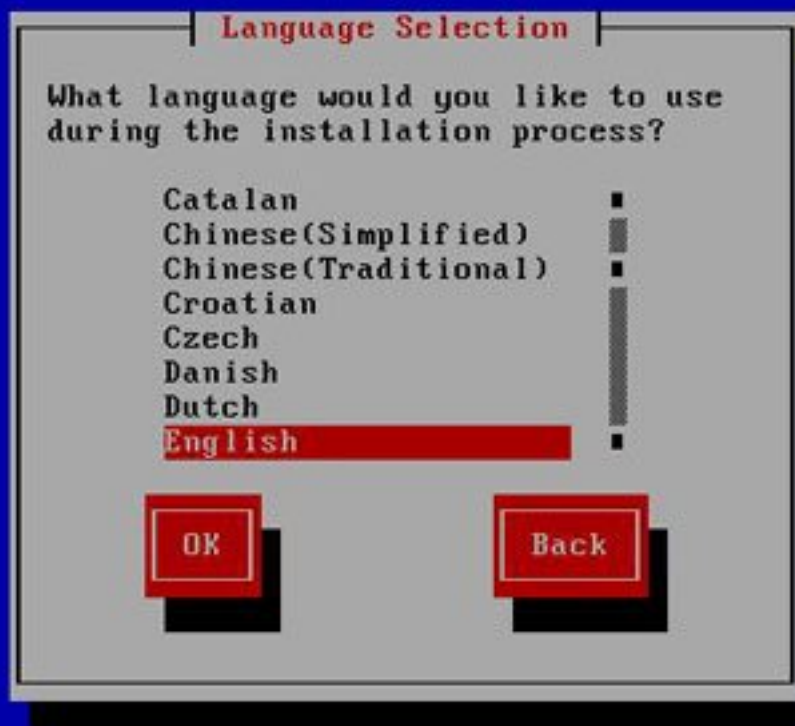 Language Selection
What language would you like to use
during the installation process?
Catalan
Chinese(Simplified)
Chinese(Traditional)
Croatian
Czech
Danish
Dutch
English
OK Back